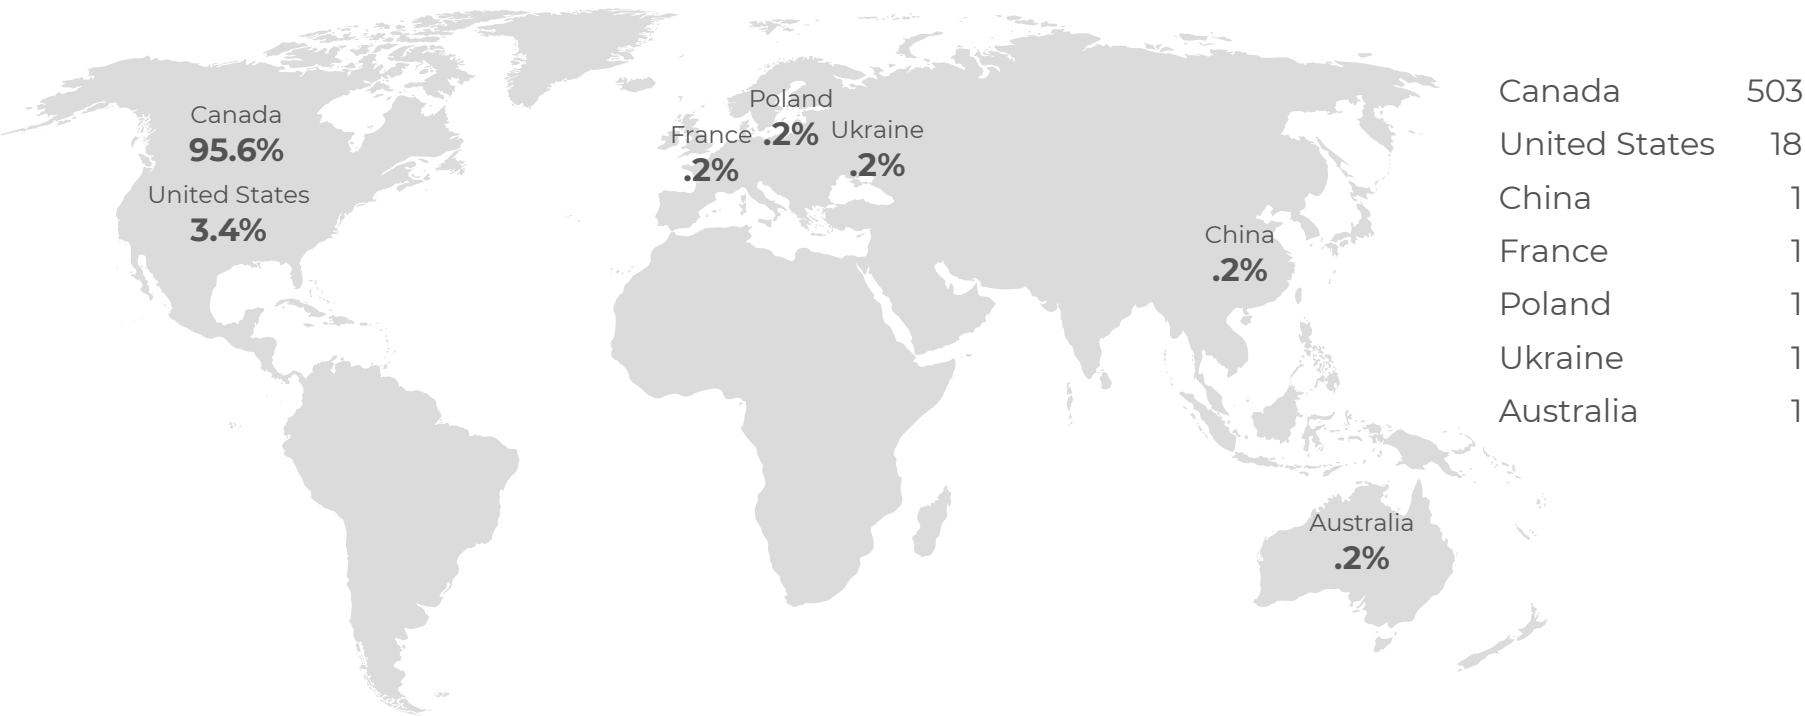 Canada
95.6%
United States
3.4%
France
.2%
Poland
.2%
Ukraine
.2%
China
.2%
Australia
.2%
Canada 503
United States 18
China 1
France 1
Poland 1
Ukraine 1
Australia 1